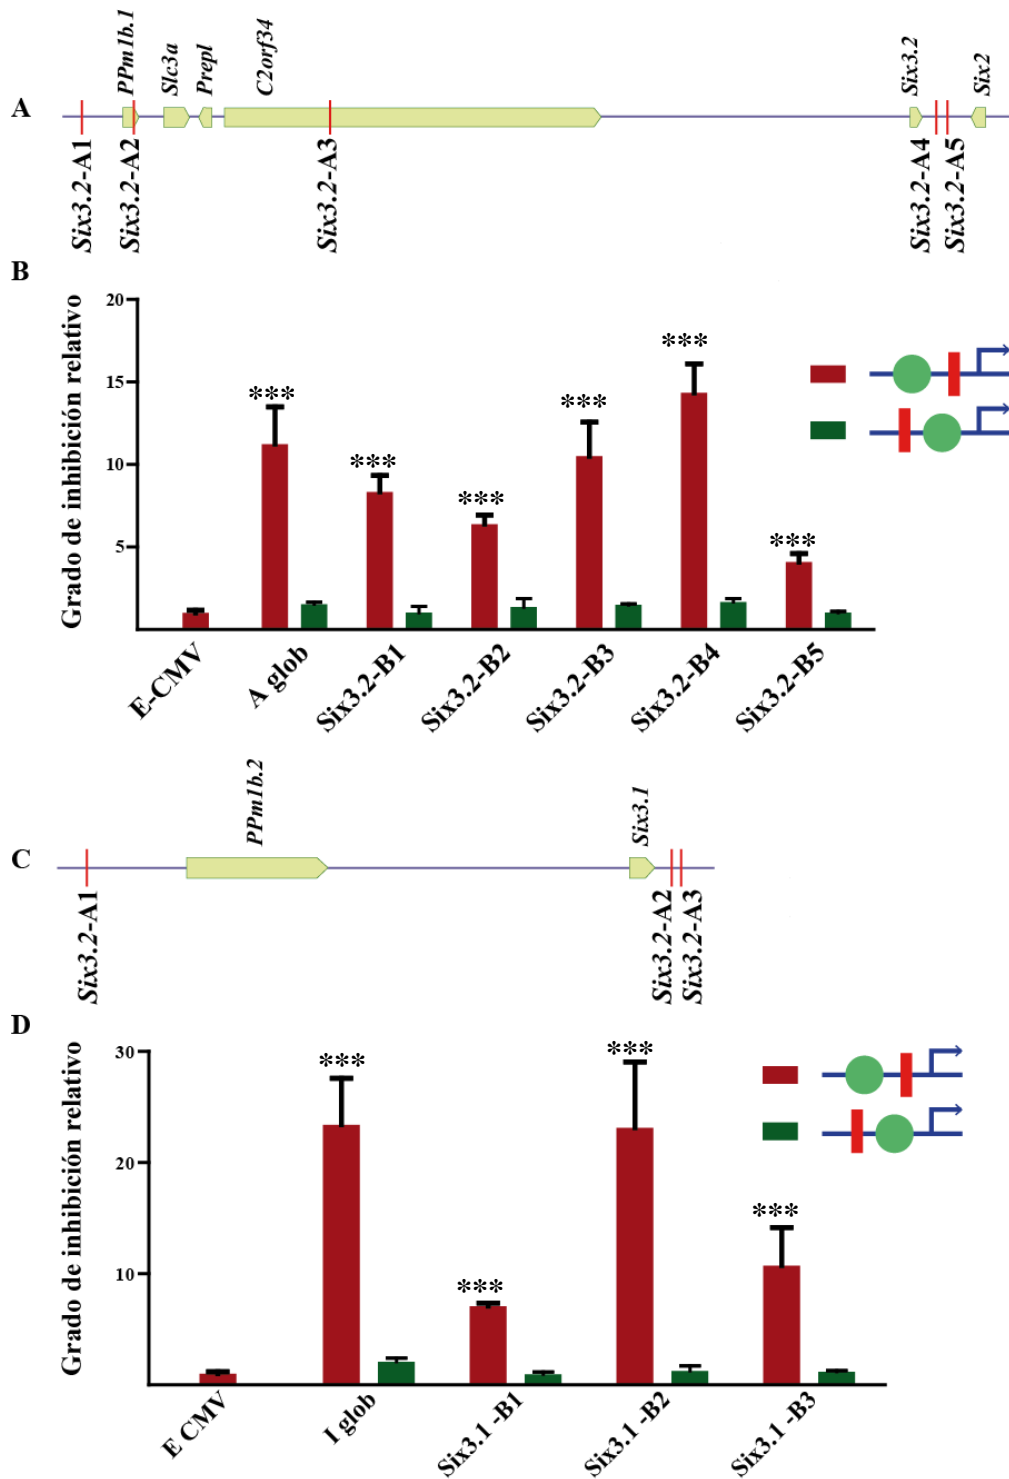 A
PPm1b.1
Slc3a
Prepl
C2orf34
Six3.2
Six2
Six3.2-A1
Six3.2-A2
Six3.2-A3
Six3.2-A4
Six3.2-A5
B
Grado de inhibición relativo
20
15
10
5
***
***
***
***
***
***
E-CMV
A glob
Six3.2-B1
Six3.2-B2
Six3.2-B3
Six3.2-B4
Six3.2-B5
C
PPm1b.2
Six3.1
Six3.2-A1
Six3.2-A2
Six3.2-A3
D
Grado de inhibición relativo
30
20
10
***
***
***
***
E CMV
I glob
Six3.1 -B1
Six3.1 -B2
Six3.1 -B3